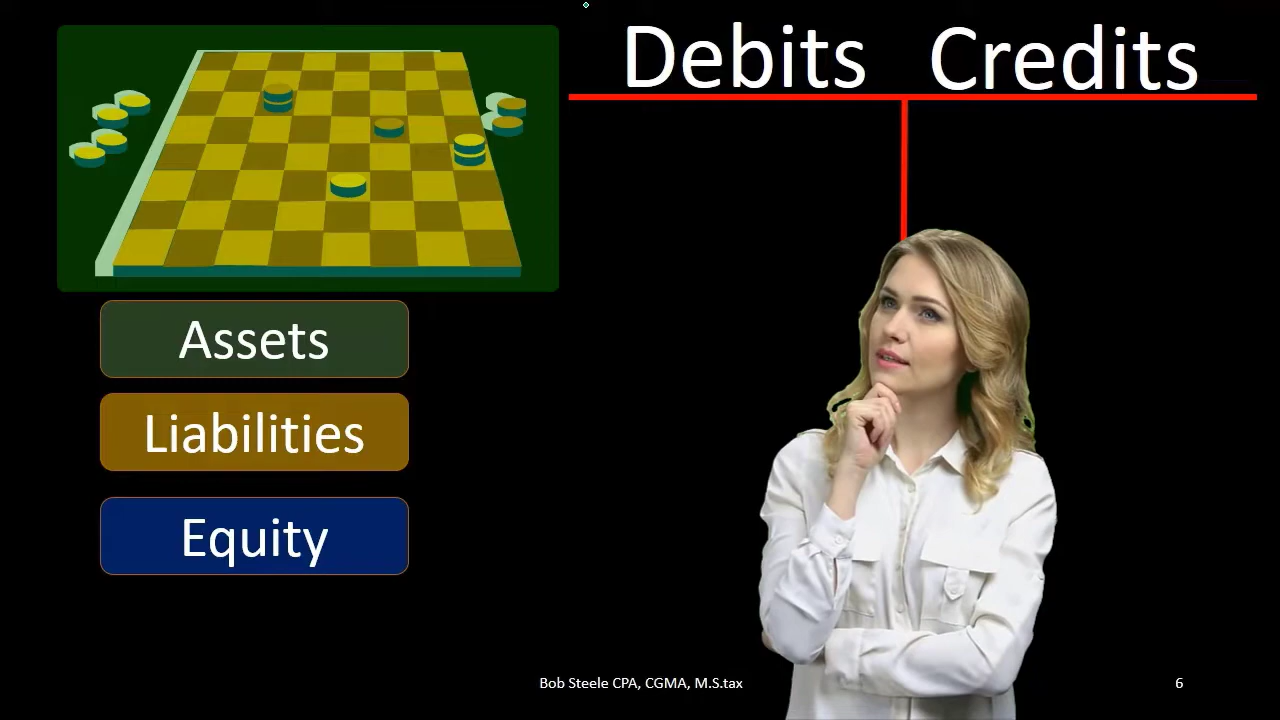 Debits Credits
Assets
Liabilities
Equity
Bob Steele CPA, CGMA, M.S.tax
6